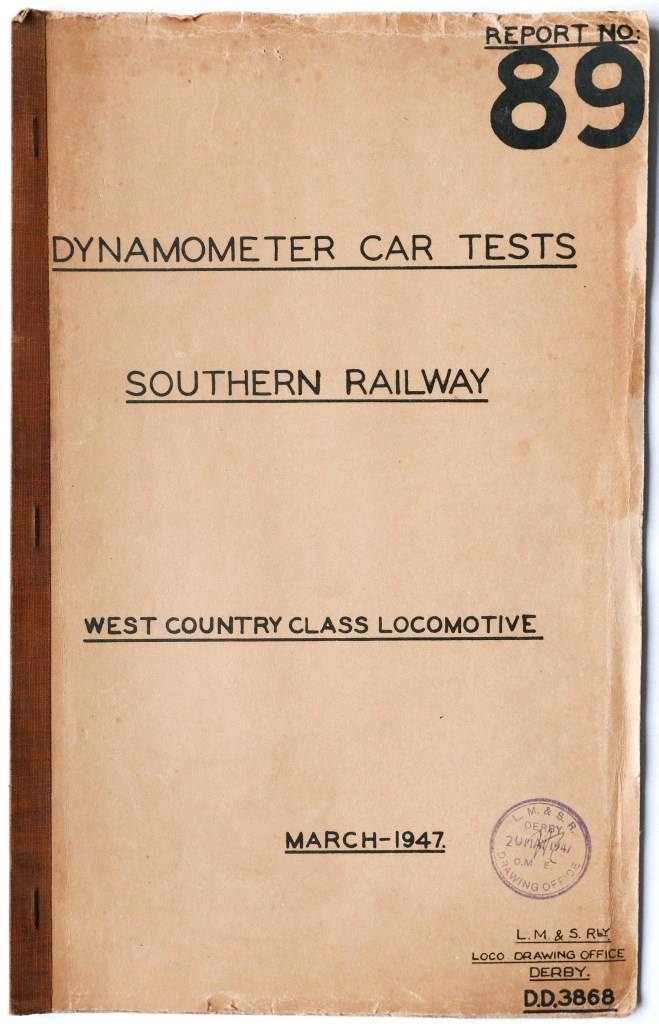 REPORT NO:
89
DYNAMOMETER CAR TESTS
SOUTHERN RAILWAY
WEST COUNTRY CLASS LOCOMOTIVE
MARCH-1947.
L. M. & S. R.
DERBY
1947
C. M. E.
DRAWING OFFICE
L. M. & S. RLY
LOCO. DRAWING OFFICE
DERBY.
D.D.3868